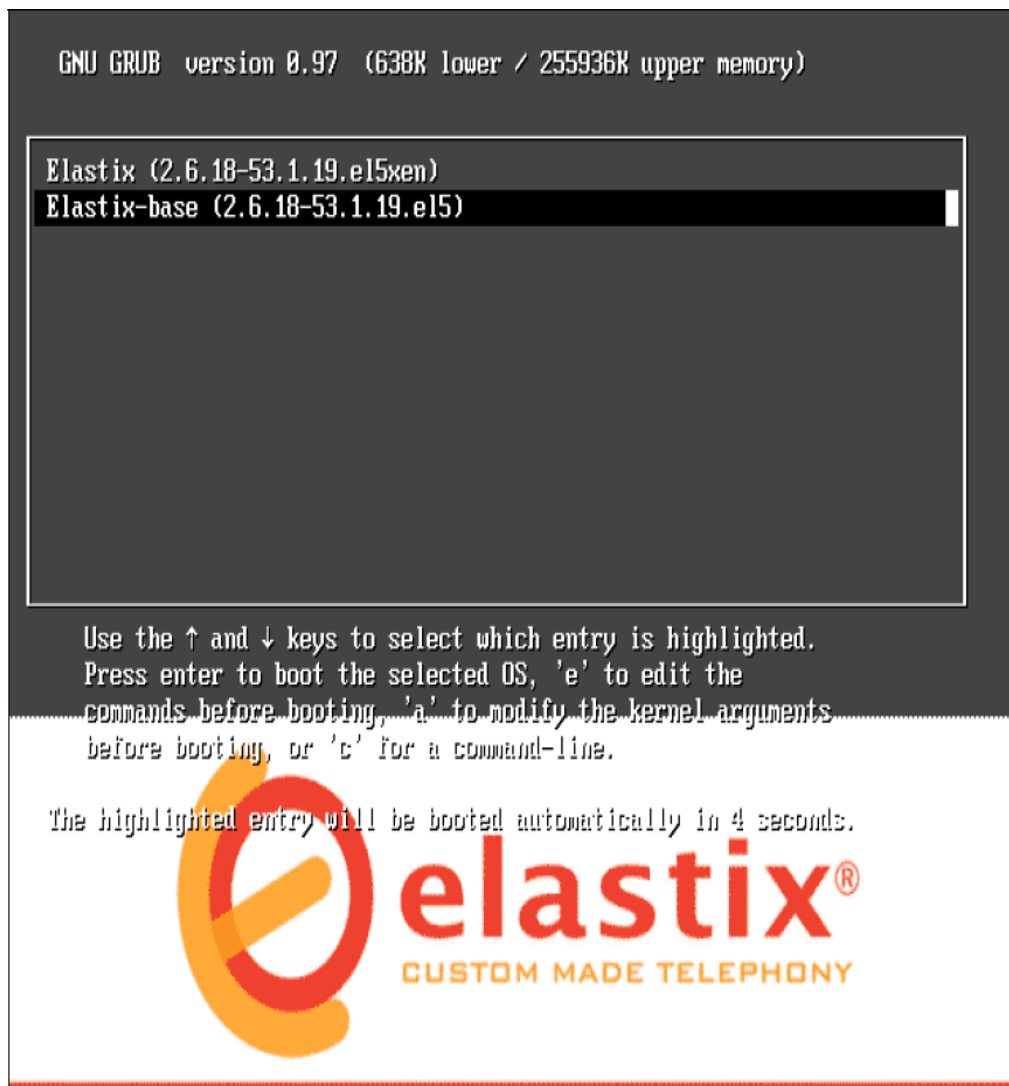 GNU GRUB version 0.97 (638K lower / 255936K upper memory)
Elastix (2.6.18-53.1.19.el5xen)
Elastix-base (2.6.18-53.1.19.el5)
Use the ↑ and ↓ keys to select which entry is highlighted.
Press enter to boot the selected OS, 'e' to edit the
commands before booting, 'a' to modify the kernel arguments
before booting, or 'c' for a command-line.
The highlighted entry will be booted automatically in 4 seconds.
elastix®
CUSTOM MADE TELEPHONY